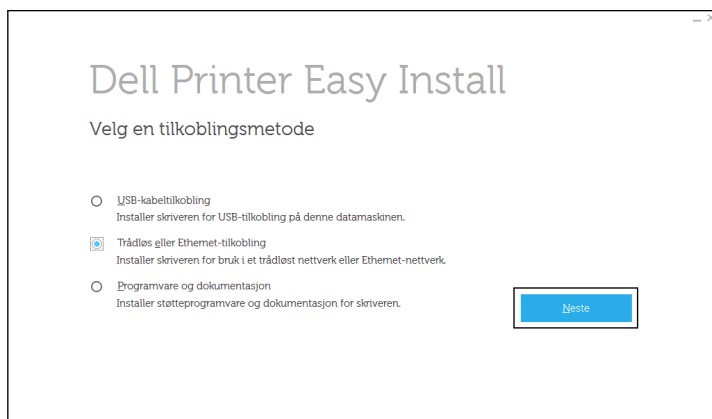 Dell Printer Easy Install
Velg en tilkoblingsmetode
USB-kabeltilkobling
Installer skriveren for USB-tilkobling på denne datamaskinen.
Trådløs eller Ethernet-tilkobling
Installer skriveren for bruk i et trådløst nettverk eller Ethernet-nettverk.
Programvare og dokumentasjon
Installer støtteprogramvare og dokumentasjon for skriveren.
Neste